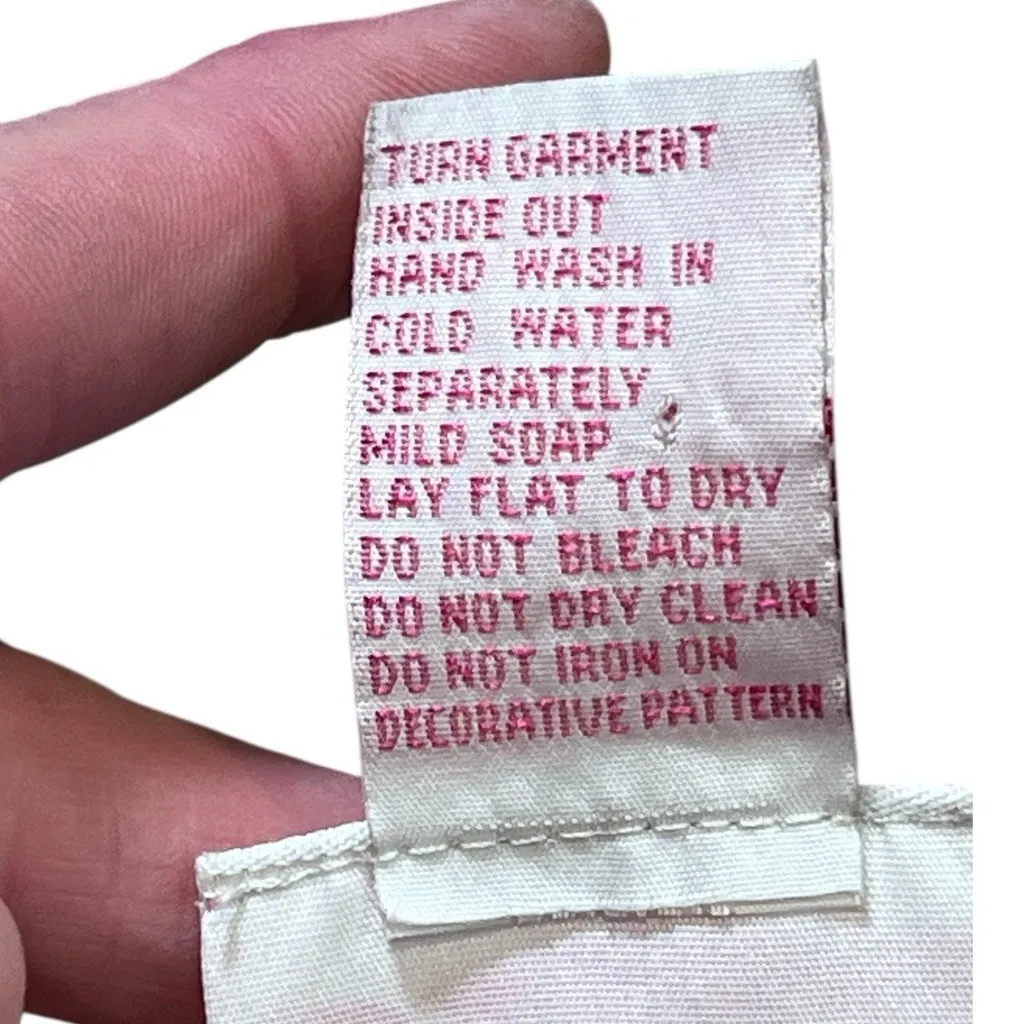 TURN GARMENT
INSIDE OUT
HAND WASH IN
COLD WATER
SEPARATELY
MILD SOAP
LAY FLAT TO DRY
DO NOT BLEACH
DO NOT DRY CLEAN
DO NOT IRON ON
DECORATIVE PATTERN